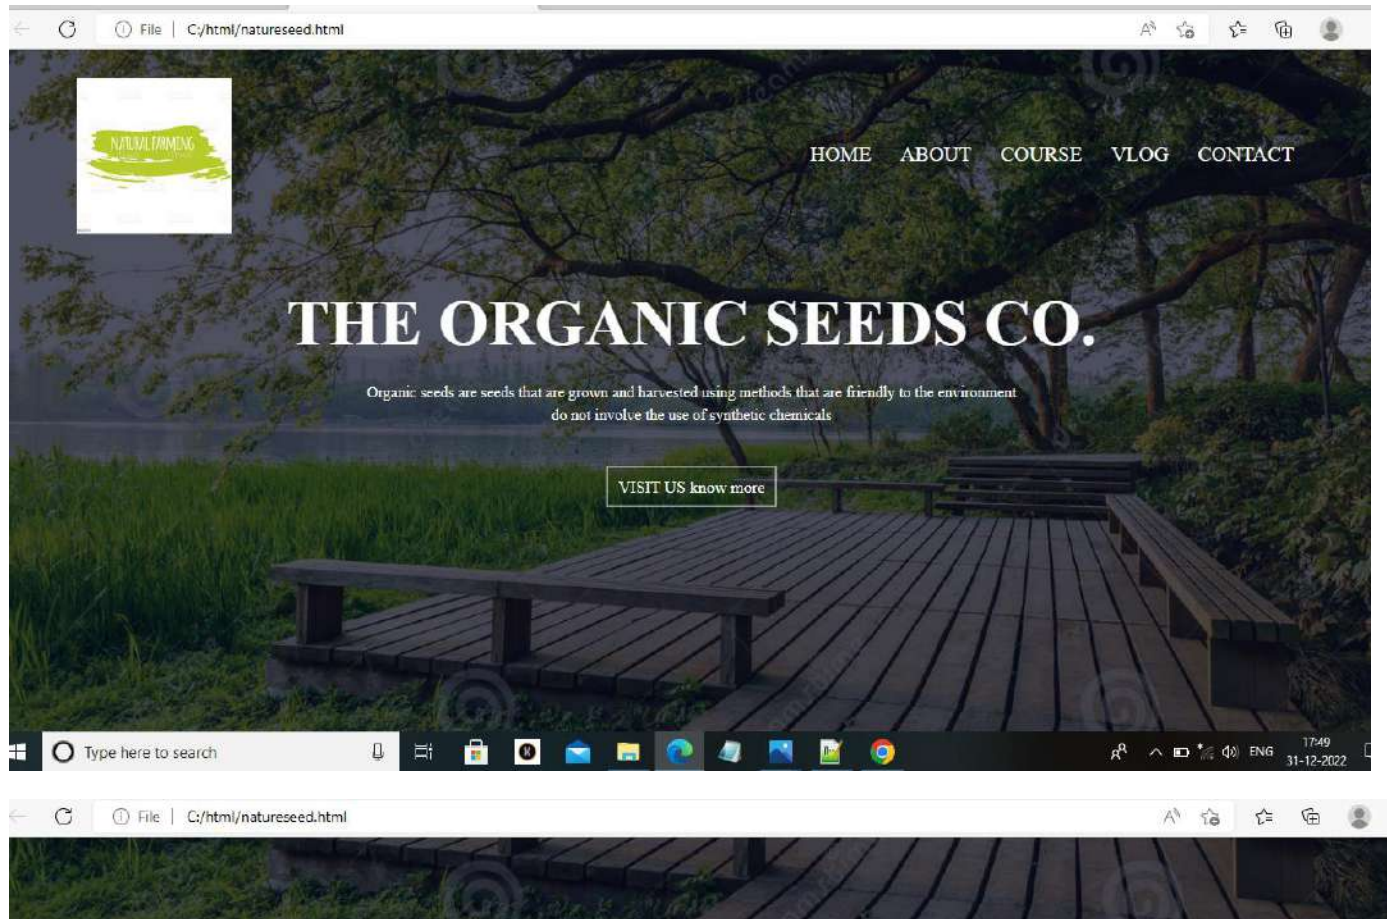 File | C:/html/natureseed.html
NATURAL FARMING
HOME ABOUT COURSE VLOG CONTACT
THE ORGANIC SEEDS CO.
Organic seeds are seeds that are grown and harvested using methods that are friendly to the environment
do not involve the use of synthetic chemicals
VISIT US know more
Type here to search
ENG
17:49
31-12-2022
File | C:/html/natureseed.html